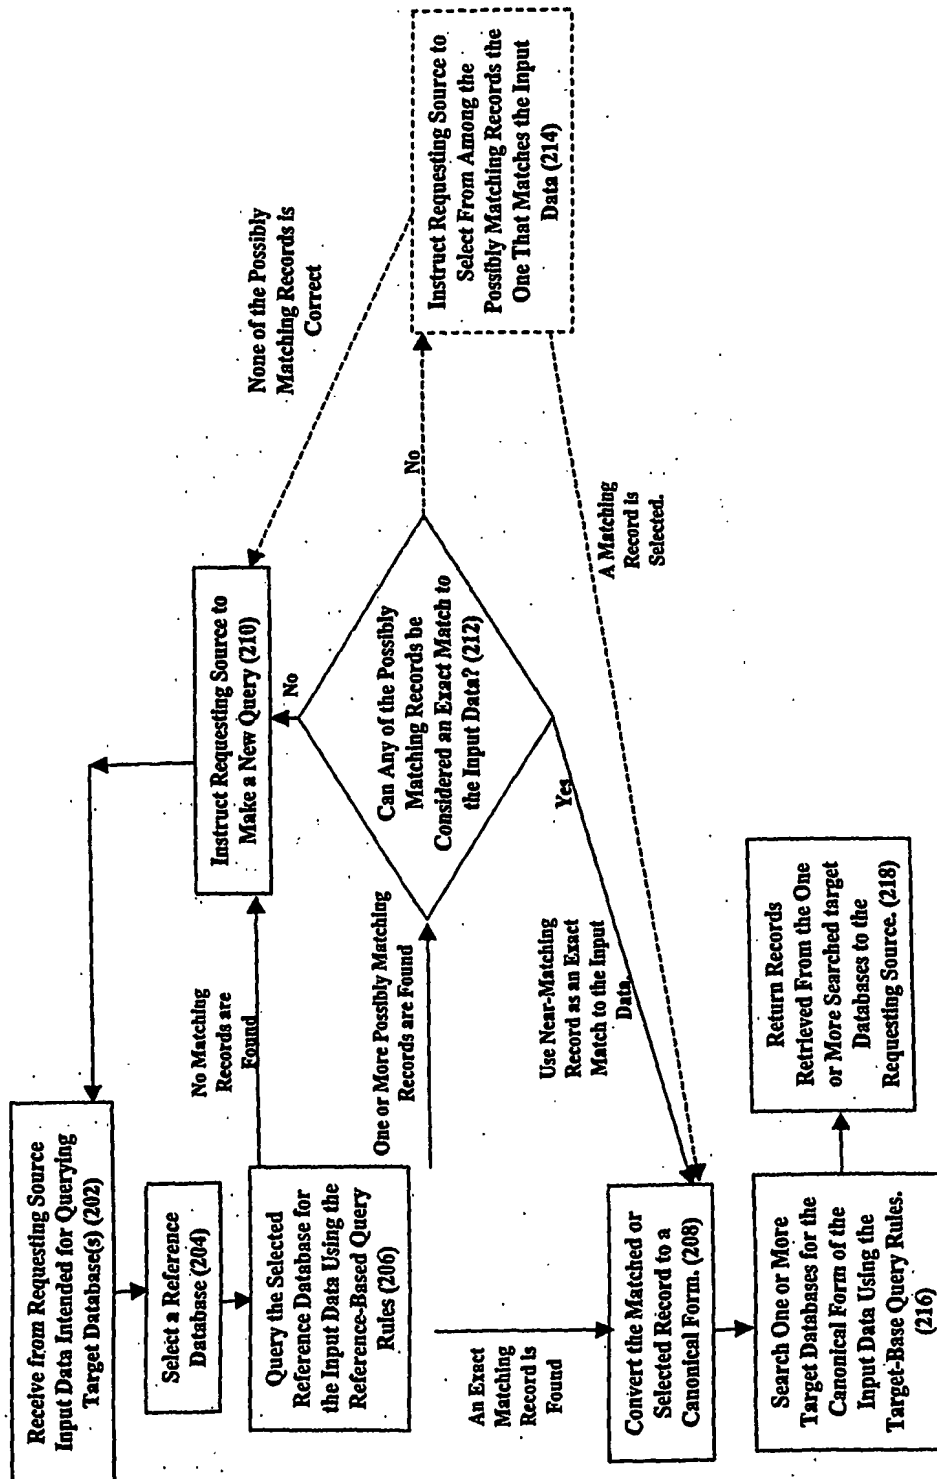 Receive from Requesting Source
Input Data Intended for Querying
Target Database(s) (202)
Select a Reference
Database (204)
Query the Selected
Reference Database for
the Input Data Using the
Reference-Based Query
Rules (206)
No Matching
Records are
Found
Instruct Requesting Source to
Make a New Query (210)
None of the Possibly
Matching Records is
Correct
One or More Possibly Matching
Records are Found
No
Can Any of the Possibly
Matching Records be
Considered an Exact Match to
the Input Data? (212)
No
Instruct Requesting Source to
Select From Among the
Possibly Matching Records the
One That Matches the Input
Data (214)
An Exact
Matching
Record is
Found
Use Near-Matching
Record as an Exact
Match to the Input
Data.
Yes
A Matching
Record is
Selected.
Convert the Matched or
Selected Record to a
Canonical Form. (208)
Search One or More
Target Databases for the
Canonical Form of the
Input Data Using the
Target-Base Query Rules.
(216)
Return Records
Retrieved From the One
or More Searched target
Databases to the
Requesting Source. (218)